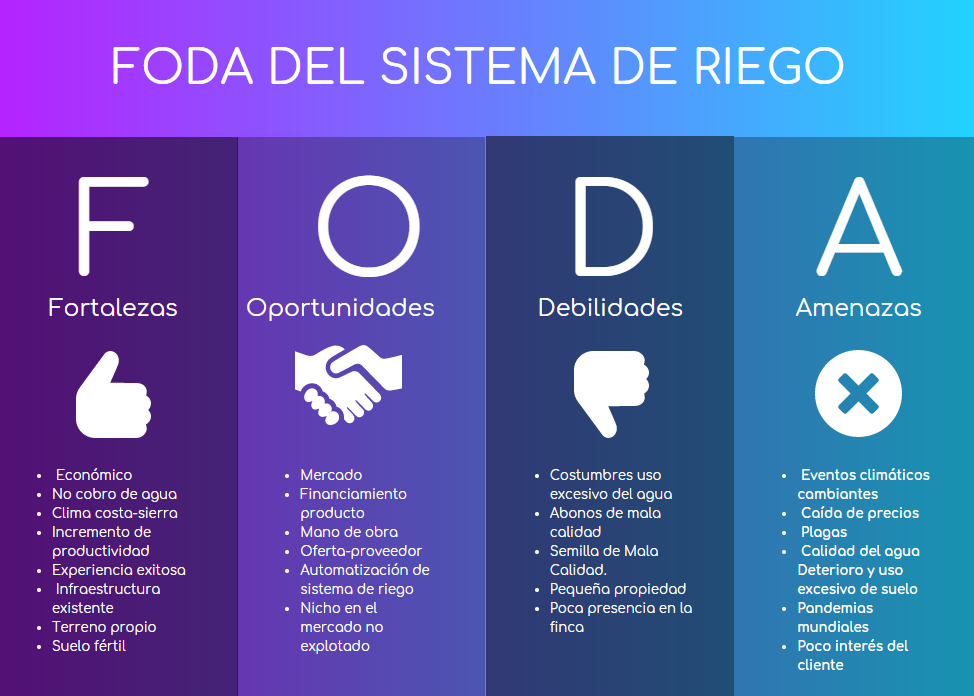 FODA DEL SISTEMA DE RIEGO
F
Fortalezas
• Económico
• No cobro de agua
• Clima costa-sierra
• Incremento de
productividad
• Experiencia exitosa
• Infraestructura
existente
• Terreno propio
• Suelo fértil
O
Oportunidades
• Mercado
• Financiamiento
producto
• Mano de obra
• Oferta-proveedor
• Automatización de
sistema de riego
• Nicho en el
mercado no
explotado
D
Debilidades
• Costumbres uso
excesivo del agua
• Abonos de mala
calidad
• Semilla de Mala
Calidad.
• Pequeña propiedad
• Poca presencia en la
finca
A
Amenazas
• Eventos climáticos
cambiantes
• Caída de precios
• Plagas
• Calidad del agua
Deterioro y uso
excesivo de suelo
• Pandemias
mundiales
• Poco interés del
cliente